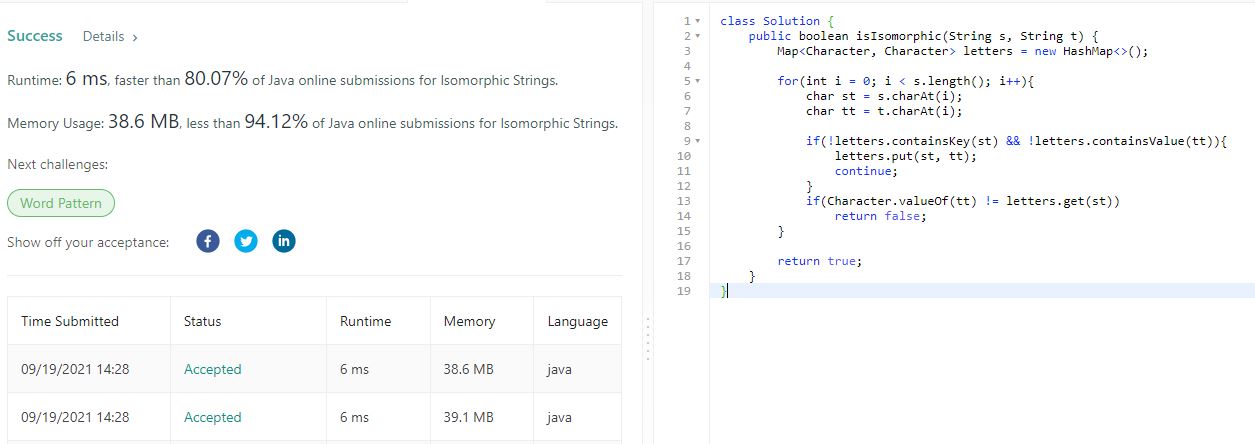 Success Details >
Runtime: 6 ms, faster than 80.07% of Java online submissions for Isomorphic Strings.
Memory Usage: 38.6 MB, less than 94.12% of Java online submissions for Isomorphic Strings.
Next challenges:
Word Pattern
Show off your acceptance: f in
Time Submitted Status Runtime Memory Language
09/19/2021 14:28 Accepted 6 ms 38.6 MB java
09/19/2021 14:28 Accepted 6 ms 39.1 MB java
1 class Solution {
2     public boolean isIsomorphic(String s, String t) {
3         Map<Character, Character> letters = new HashMap<>();
4
5         for(int i = 0; i < s.length(); i++){
6             char st = s.charAt(i);
7             char tt = t.charAt(i);
8
9             if(!letters.containsKey(st) && !letters.containsValue(tt)){
10                 letters.put(st, tt);
11                 continue;
12             }
13             if(Character.valueOf(tt) != letters.get(st))
14                 return false;
15         }
16
17         return true;
18     }
19 }